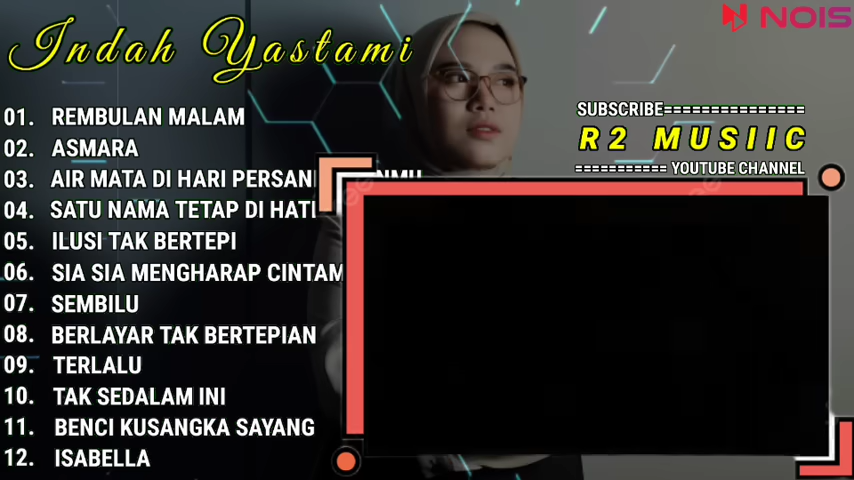 Indah Yastami
NOIS
01. REMBULAN MALAM
02. ASMARA
03. AIR MATA DI HARI
04. SATU NAMA TETAP DI HATI
05. ILUSI TAK BERTEPI
06. SIA SIA MENGHARAP
07. SEMBILU
08. BERLAYAR TAK BERTEPIAN
09. TERLALU
10. TAK SEDALAM INI
11. BENCI KUSANGKA SAYANG
12. ISABELLA
SUBSCRIBE===============
R2 MUSIIC
=========== YOUTUBE CHANNEL